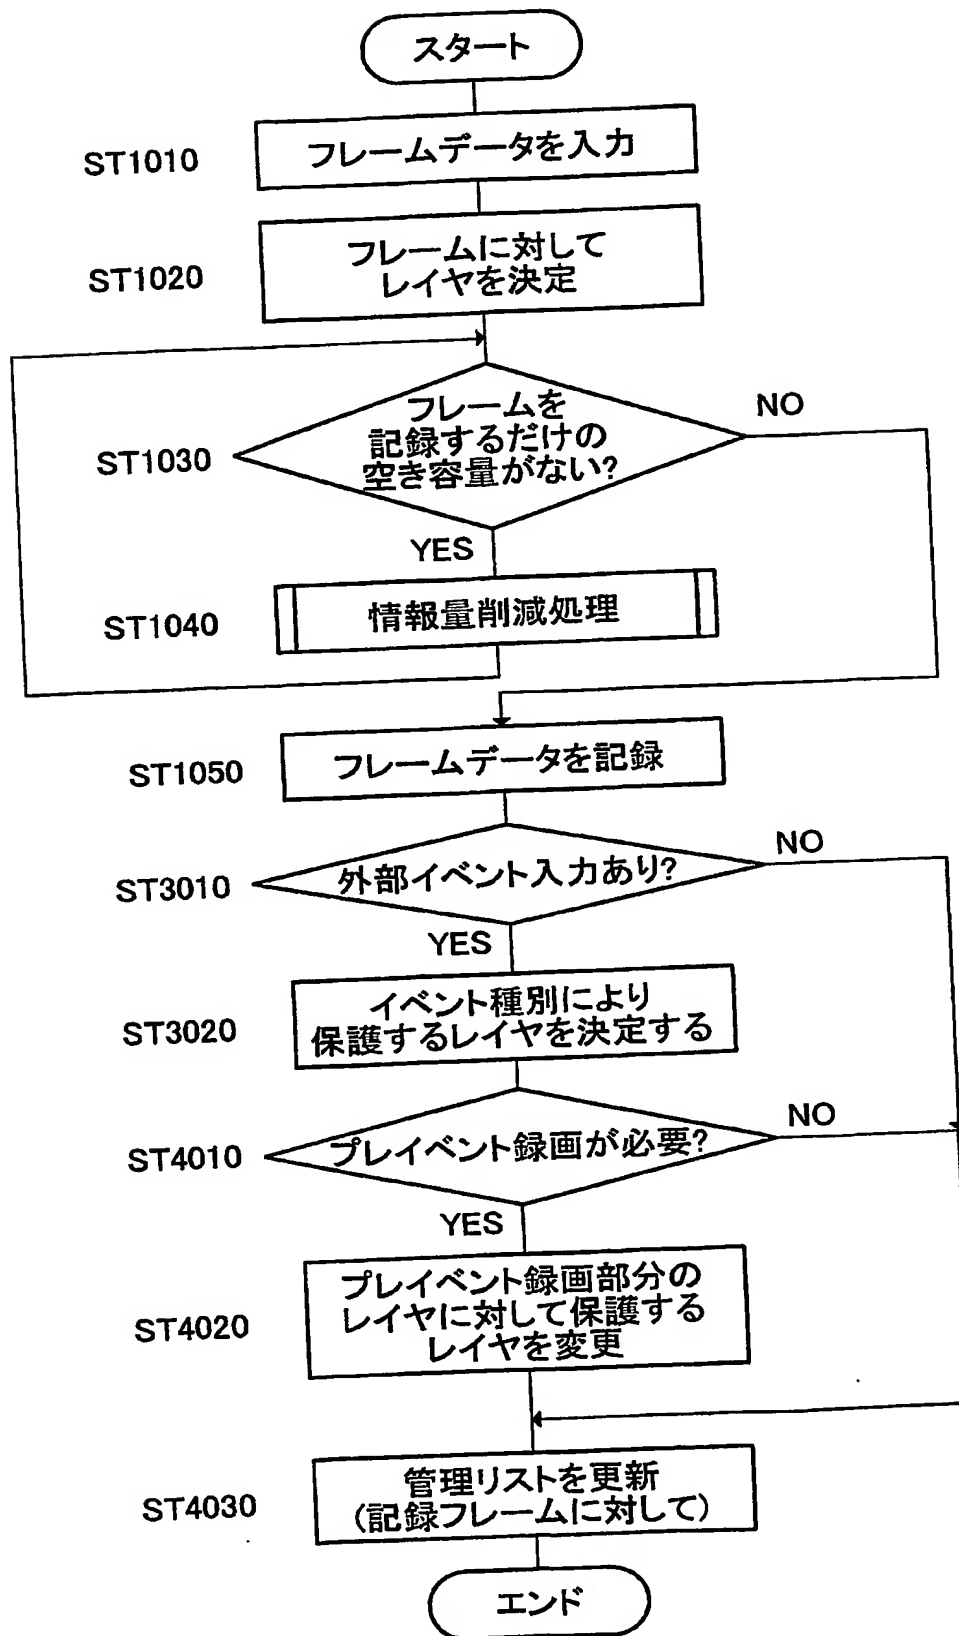 スタート
ST1010
フレームデータを入力
ST1020
フレームに対して
レイヤを決定
ST1030
フレームを
記録するだけの
空き容量がない?
NO
YES
ST1040
情報量削減処理
ST1050
フレームデータを記録
ST3010
外部イベント入力あり?
NO
YES
ST3020
イベント種別により
保護するレイヤを決定する
ST4010
プレイベント録画が必要?
NO
YES
ST4020
プレイベント録画部分の
レイヤに対して保護する
レイヤを変更
ST4030
管理リストを更新
(記録フレームに対して)
エンド